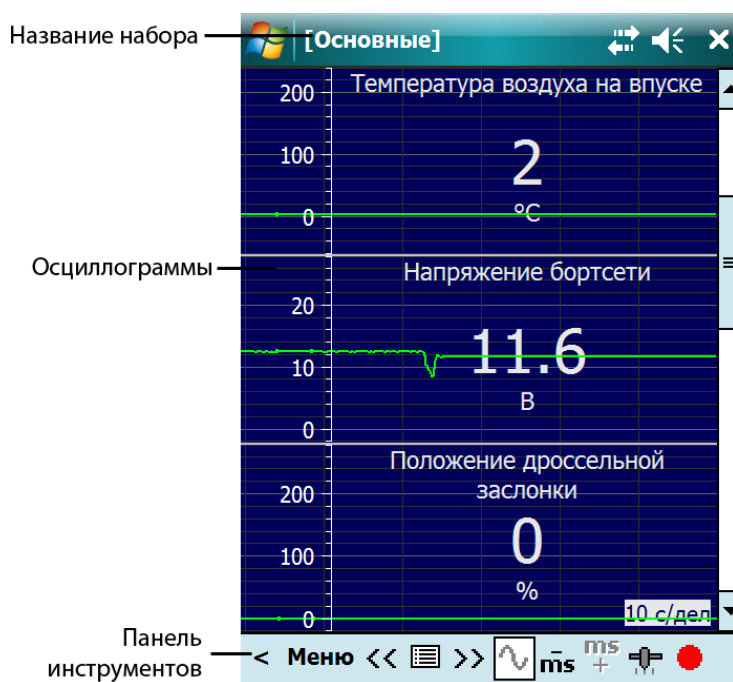 Название набора
[Основные]
Температура воздуха на впуске
200
100
0
2
°C
Осциллограммы
Напряжение бортсети
20
10
0
11.6
В
Положение дроссельной
заслонки
200
100
0
0
%
10 с/дел
Панель
инструментов
< Меню << >> ms ms
+